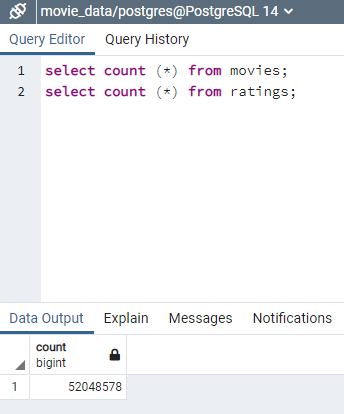 movie_data/postgres@PostgreSQL 14
Query Editor Query History
1 select count (*) from movies;
2 select count (*) from ratings;
Data Output Explain Messages Notifications
count
bigint
1 52048578